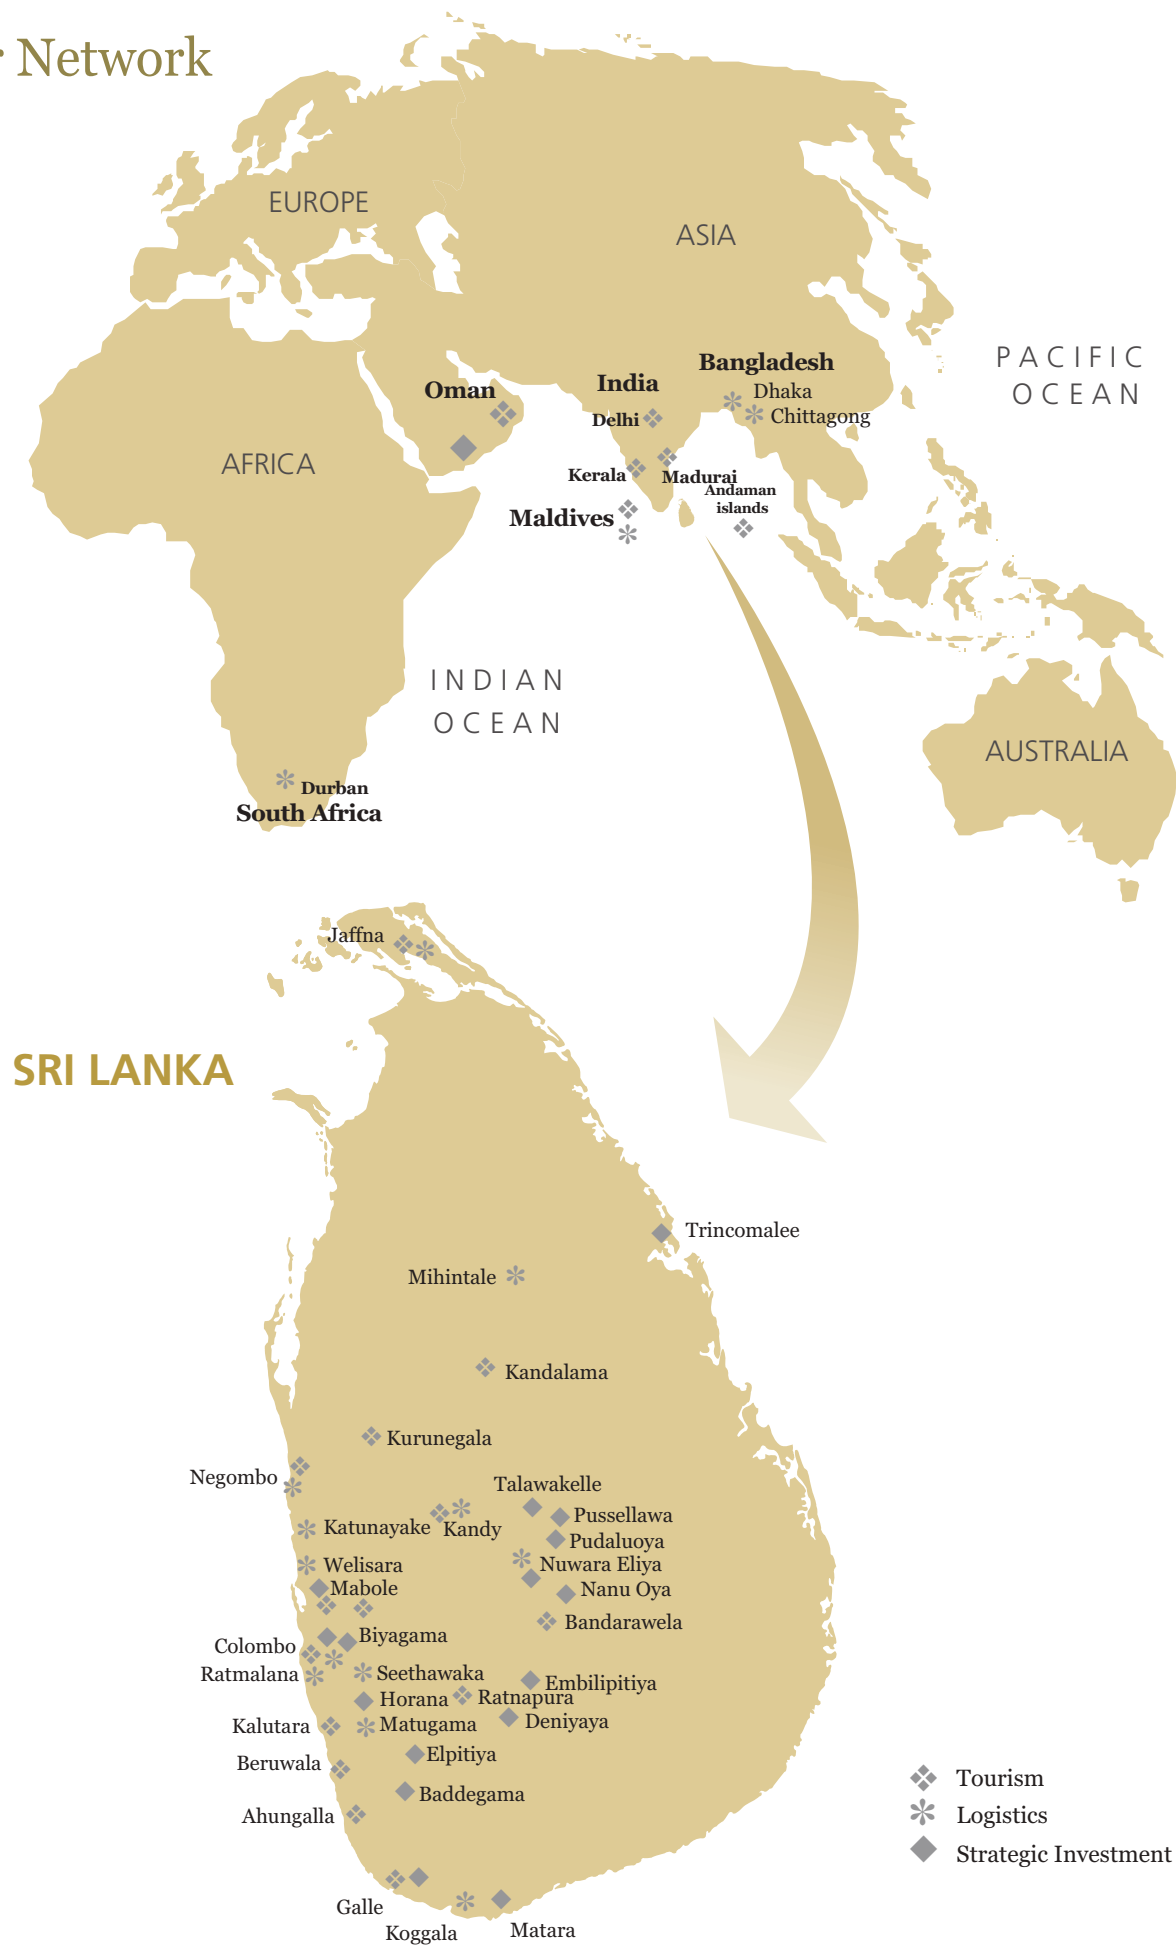 r Network
EUROPE
ASIA
PACIFIC
OCEAN
Bangladesh
Dhaka
Chittagong
India
Delhi
Oman
AFRICA
Kerala
Madurai
Andaman
islands
Maldives
INDIAN
OCEAN
AUSTRALIA
Durban
South Africa
Jaffna
SRI LANKA
Trincomalee
Mihintale
Kandalama
Kurunegala
Negombo
Talawakelle
Pussellawa
Katunayake
Kandy
Pudaluoya
Welisara
Nuwara Eliya
Mabole
Nanu Oya
Bandarawela
Biyagama
Colombo
Ratmalana
Seethawaka
Embilipitiya
Horana
Ratnapura
Kalutara
Matugama
Deniyaya
Elpitiya
Beruwala
Baddegama
Ahungalla
Galle
Koggala
Matara
Tourism
Logistics
Strategic Investment